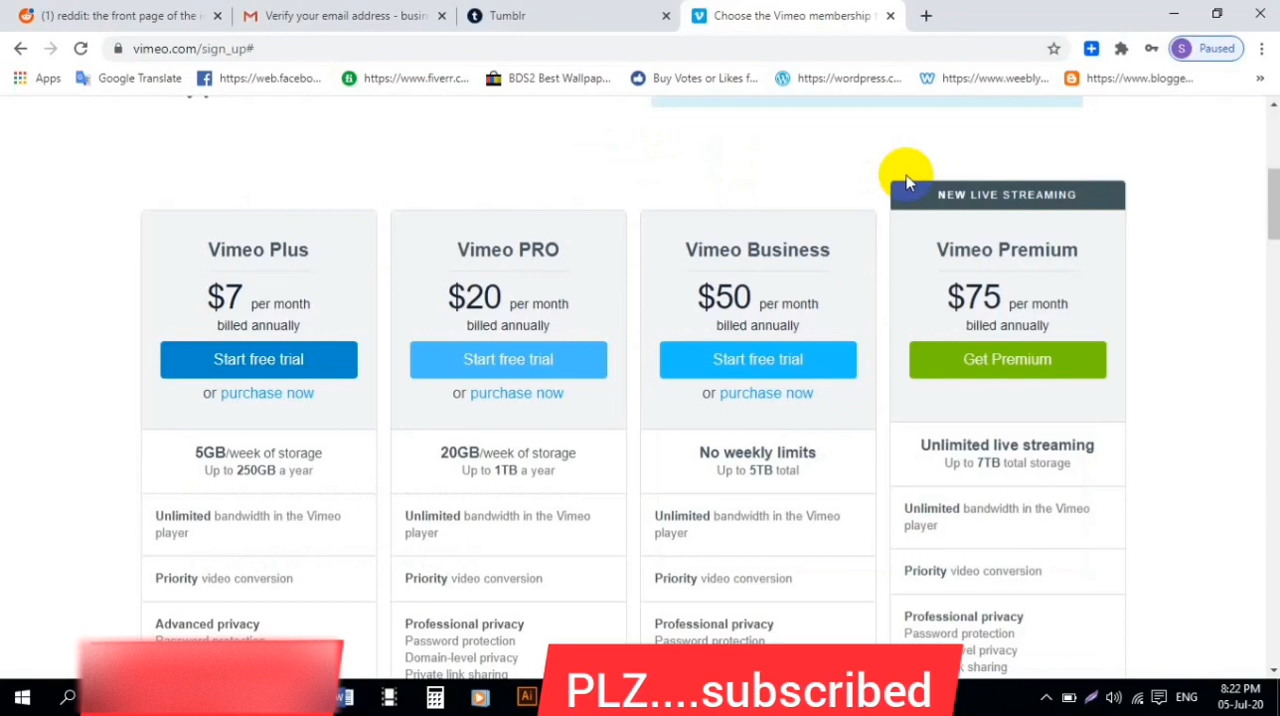 (1) reddit: the front page of the i
Verify your email address - busin
Tumblr
Choose the Vimeo membership
vimeo.com/sign_up#
S Paused
Apps
Google Translate
https://web.facebo...
https://www.fiverr.c...
BDS2 Best Wallpap...
Buy Votes or Likes f...
https://wordpress.c...
https://www.weebly...
https://www.blogge...
»
NEW LIVE STREAMING
Vimeo Plus
$7 per month
billed annually
Start free trial
or purchase now
5GB/week of storage
Up to 250GB a year
Unlimited bandwidth in the Vimeo
player
Priority video conversion
Advanced privacy
Password protection
Vimeo PRO
$20 per month
billed annually
Start free trial
or purchase now
20GB/week of storage
Up to 1TB a year
Unlimited bandwidth in the Vimeo
player
Priority video conversion
Professional privacy
Password protection
Domain-level privacy
Private link sharing
Vimeo Business
$50 per month
billed annually
Start free trial
or purchase now
No weekly limits
Up to 5TB total
Unlimited bandwidth in the Vimeo
player
Priority video conversion
Professional privacy
Password protection
Vimeo Premium
$75 per month
billed annually
Get Premium
Unlimited live streaming
Up to 7TB total storage
Unlimited bandwidth in the Vimeo
player
Priority video conversion
Professional privacy
Password protection
vel privacy
k sharing
PLZ....subscribed
W
Ai
ENG
8:22 PM
05-Jul-20